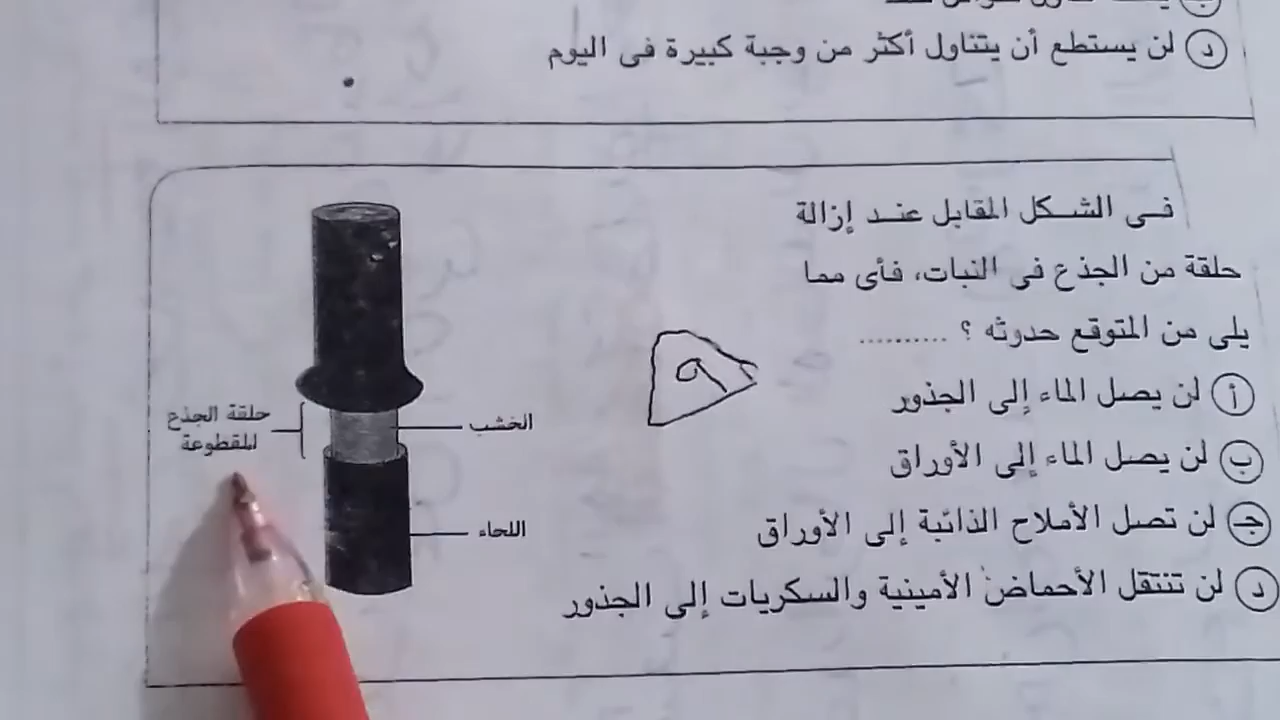 د لن يستطع أن يتناول أكثر من وجبة كبيرة فى اليوم
فى الشكل المقابل عند إزالة
حلقة من الجذع فى النبات، فأى مما
يلى من المتوقع حدوثه ؟ ..........
أ لن يصل الماء إلى الجذور
ب لن يصل الماء إلى الأوراق
جـ لن تصل الأملاح الذائبة إلى الأوراق
د لن تنتقل الأحماض الأمينية والسكريات إلى الجذور
حلقة الجذع
المقطوعة
الخشب
اللحاء